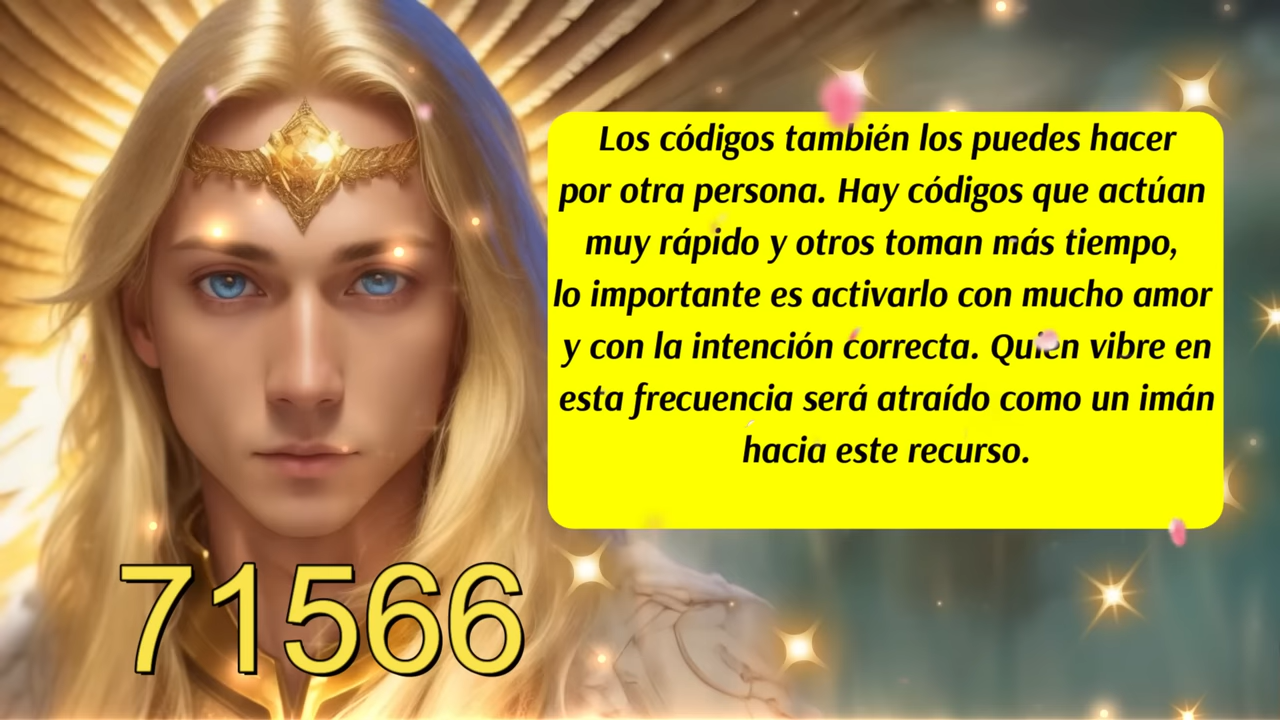 Los códigos también los puedes hacer
por otra persona. Hay códigos que actúan
muy rápido y otros toman más tiempo,
lo importante es activarlo con mucho amor
y con la intención correcta. Quien vibre en
esta frecuencia será atraído como un imán
hacia este recurso.
71566